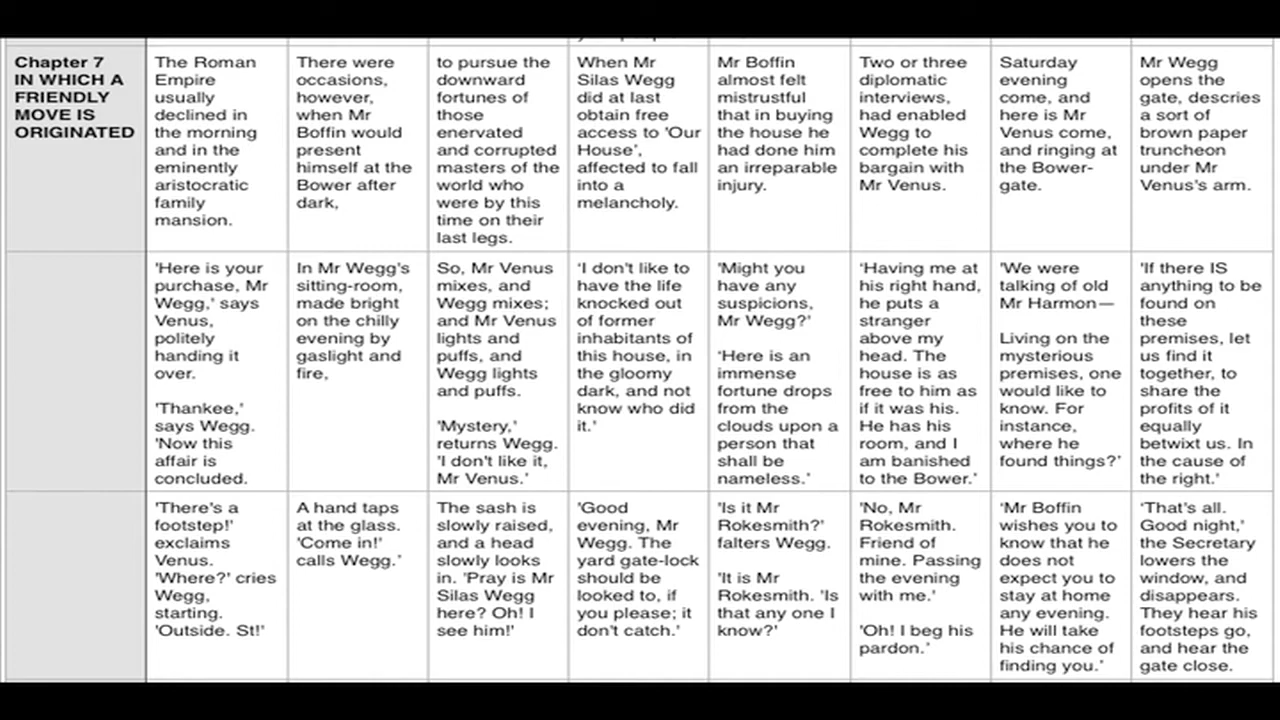 Chapter 7
IN WHICH A
FRIENDLY
MOVE IS
ORIGINATED
The Roman
Empire
usually
declined in
the morning
and in the
eminently
aristocratic
family
mansion.
There were
occasions,
however,
when Mr
Boffin would
present
himself at the
Bower after
dark,
to pursue the
downward
fortunes of
those
enervated
and corrupted
masters of the
world who
were by this
time on their
last legs.
When Mr
Silas Wegg
did at last
obtain free
access to 'Our
House',
affected to fall
into a
melancholy.
Mr Boffin
almost felt
mistrustful
that in buying
the house he
had done him
an irreparable
injury.
Two or three
diplomatic
interviews,
had enabled
Wegg to
complete his
bargain with
Mr Venus.
Saturday
evening
come, and
here is Mr
Venus come,
and ringing at
the Bower-
gate.
Mr Wegg
opens the
gate, descries
a sort of
brown paper
truncheon
under Mr
Venus's arm.
'Here is your
purchase, Mr
Wegg,' says
Venus,
politely
handing it
over.
'Thankee,'
says Wegg.
'Now this
affair is
concluded.
In Mr Wegg's
sitting-room,
made bright
on the chilly
evening by
gaslight and
fire,
So, Mr Venus
mixes, and
Wegg mixes;
and Mr Venus
lights and
puffs, and
Wegg lights
and puffs.
'Mystery,'
returns Wegg.
'I don't like it,
Mr Venus.'
'I don't like to
have the life
knocked out
of former
inhabitants of
this house, in
the gloomy
dark, and not
know who did
it.'
'Might you
have any
suspicions,
Mr Wegg?'
'Here is an
immense
fortune drops
from the
clouds upon a
person that
shall be
nameless.'
'Having me at
his right hand,
he puts a
stranger
above my
head. The
house is as
free to him as
if it was his.
He has his
room, and I
am banished
to the Bower.'
'We were
talking of old
Mr Harmon—
Living on the
mysterious
premises, one
would like to
know. For
instance,
where he
found things?'
'If there IS
anything to be
found on
these
premises, let
us find it
together, to
share the
profits of it
equally
betwixt us. In
the cause of
the right.'
'There's a
footstep!'
exclaims
Venus.
'Where?' cries
Wegg,
starting.
'Outside. St!'
A hand taps
at the glass.
'Come in!'
calls Wegg.'
The sash is
slowly raised,
and a head
slowly looks
in. 'Pray is Mr
Silas Wegg
here? Oh! I
see him!'
'Good
evening, Mr
Wegg. The
yard gate-lock
should be
looked to, if
you please; it
don't catch.'
'Is it Mr
Rokesmith?'
falters Wegg.
'It is Mr
Rokesmith. 'Is
that any one I
know?'
'No, Mr
Rokesmith.
Friend of
mine. Passing
the evening
with me.'
'Oh! I beg his
pardon.'
'Mr Boffin
wishes you to
know that he
does not
expect you to
stay at home
any evening.
He will take
his chance of
finding you.'
'That's all.
Good night,'
the Secretary
lowers the
window, and
disappears.
They hear his
footsteps go,
and hear the
gate close.